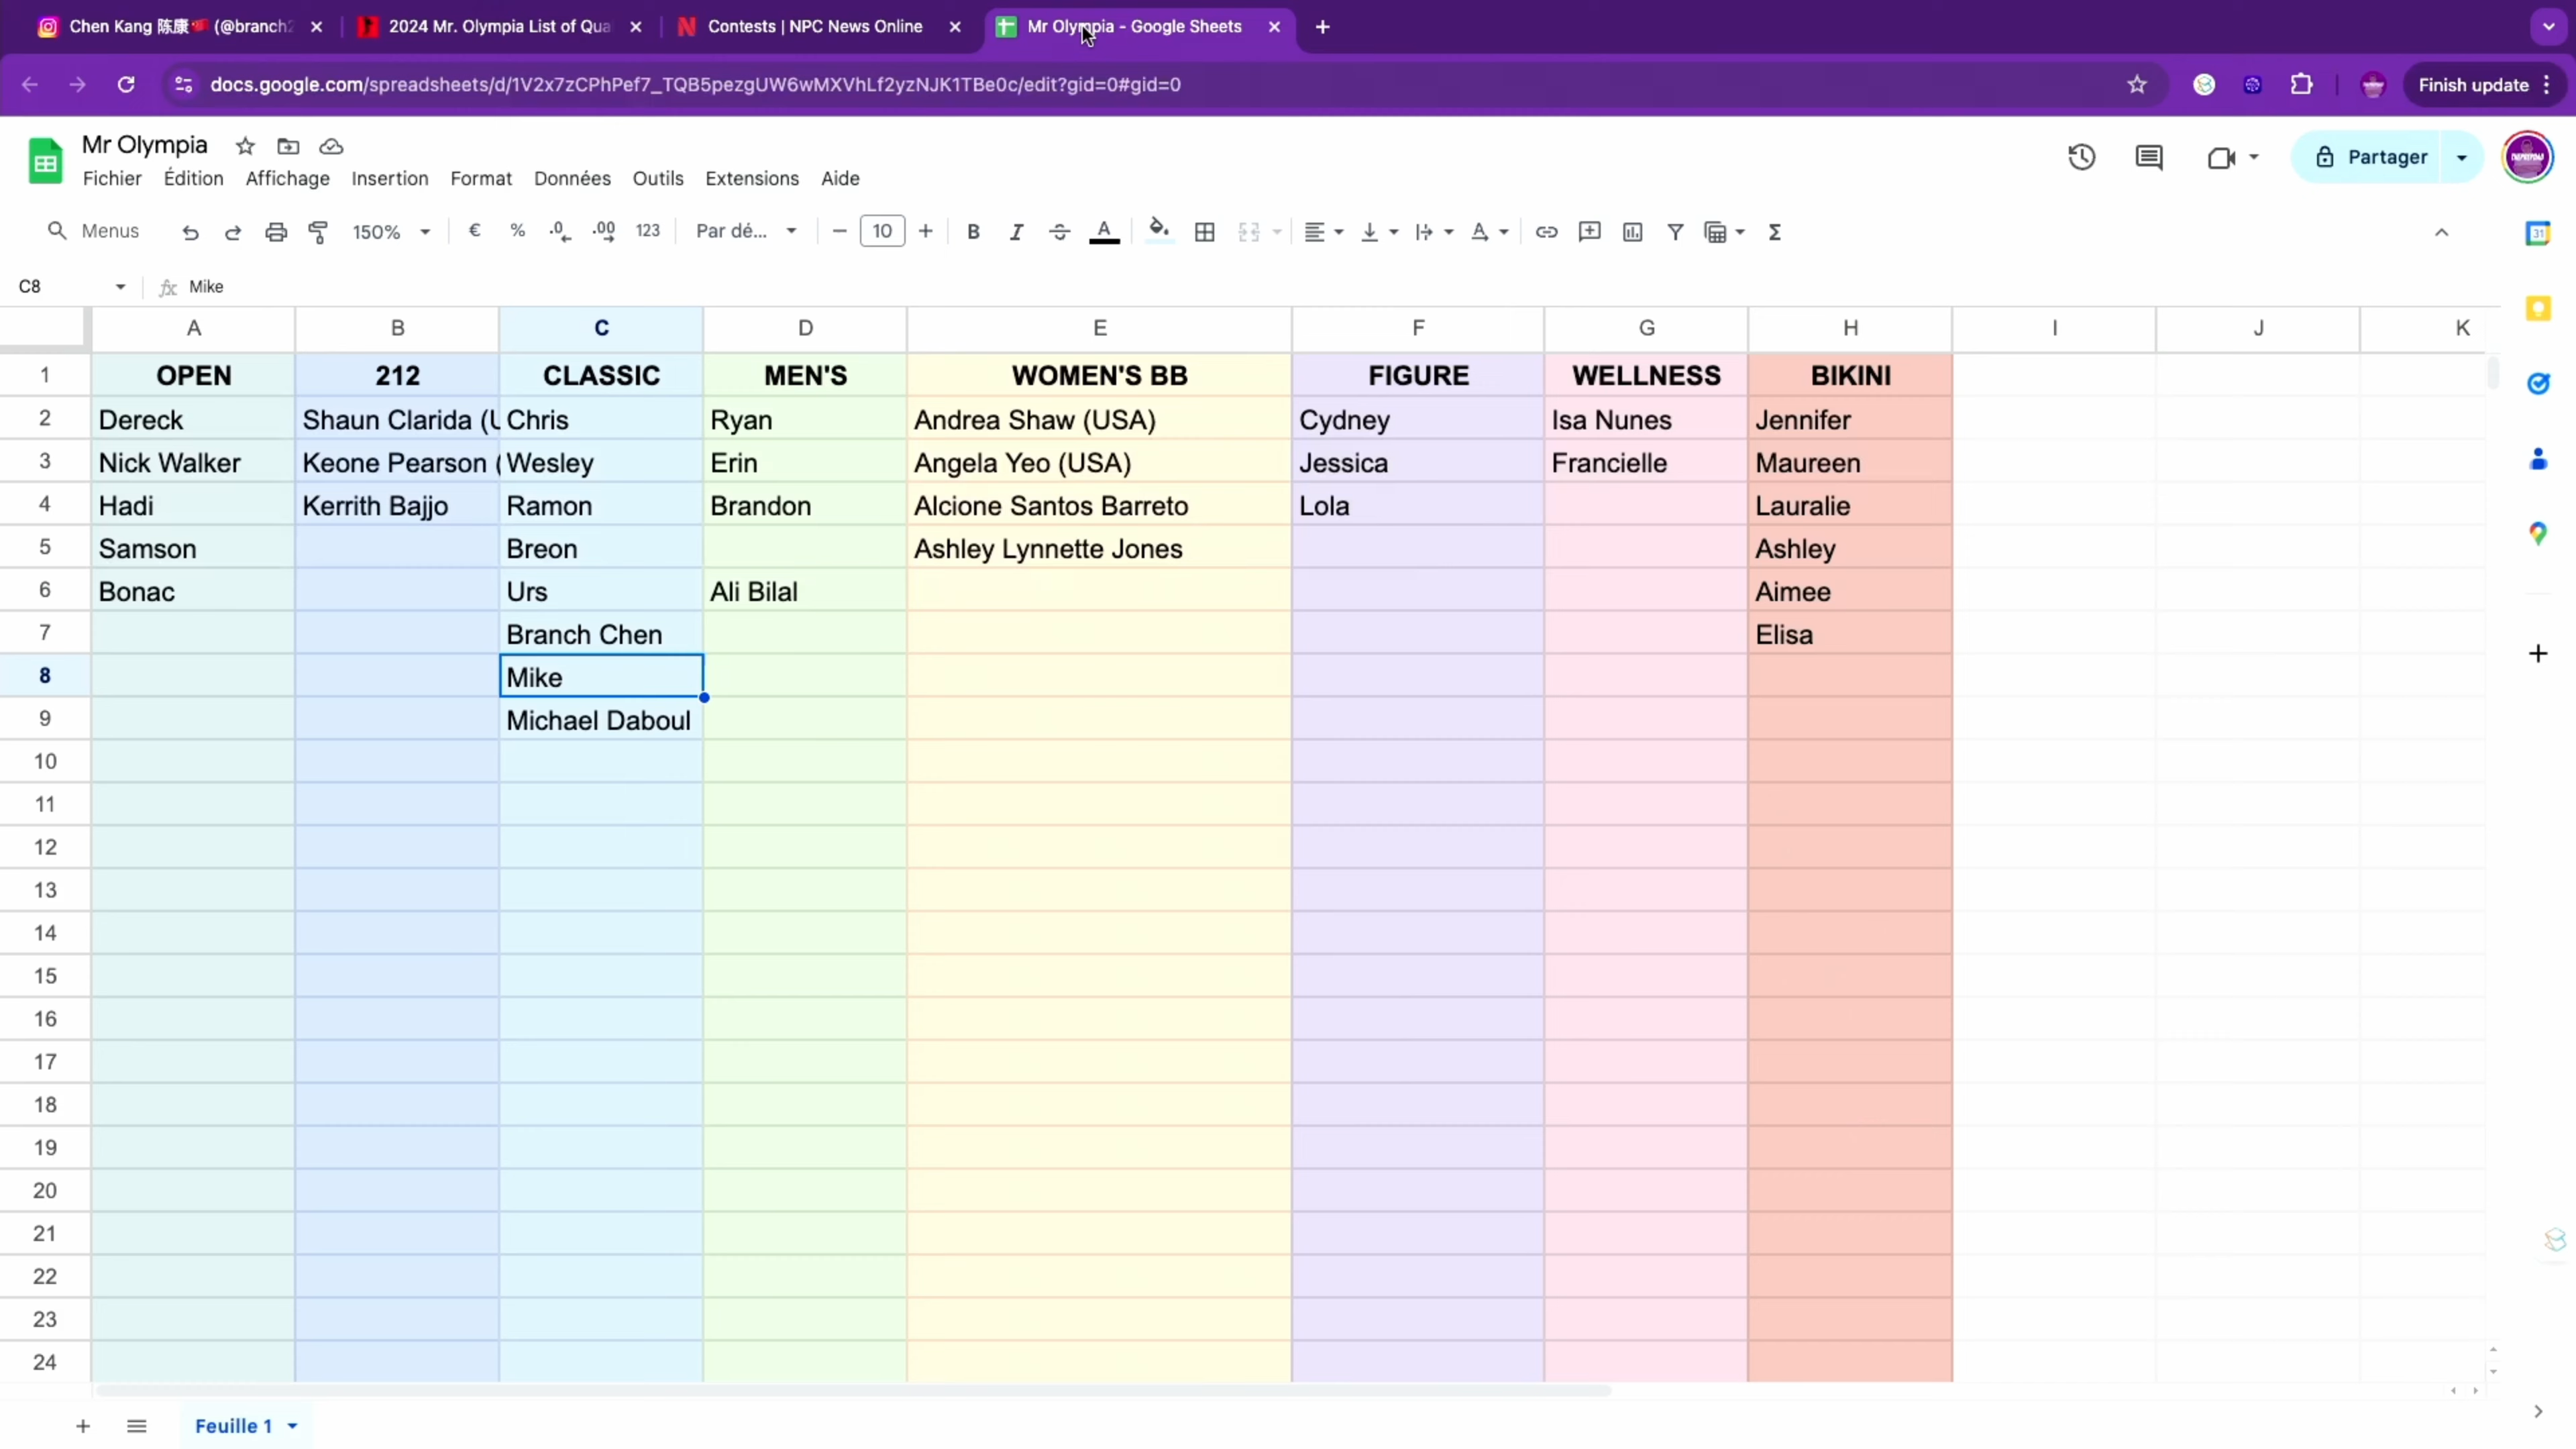 Chen Kang 陈康🇨🇳 (@branch2
2024 Mr. Olympia List of Qua
Contests | NPC News Online
Mr Olympia - Google Sheets
docs.google.com/spreadsheets/d/1V2x7zCPhPef7_TQB5pezgUW6wMXVhLf2yzNJK1TBe0c/edit?gid=0#gid=0
Finish update
Mr Olympia
Fichier Édition Affichage Insertion Format Données Outils Extensions Aide
Partager
Menus 150% € % .0 .00 123 Par dé... 10 B I A Σ
31
C8 fx Mike
A B C D E F G H I J K
1 OPEN 212 CLASSIC MEN'S WOMEN'S BB FIGURE WELLNESS BIKINI
2 Dereck Shaun Clarida (U Chris Ryan Andrea Shaw (USA) Cydney Isa Nunes Jennifer
3 Nick Walker Keone Pearson ( Wesley Erin Angela Yeo (USA) Jessica Francielle Maureen
4 Hadi Kerrith Bajjo Ramon Brandon Alcione Santos Barreto Lola Lauralie
5 Samson Breon Ashley Lynnette Jones Ashley
6 Bonac Urs Ali Bilal Aimee
7 Branch Chen Elisa
8 Mike
9 Michael Daboul
10
11
12
13
14
15
16
17
18
19
20
21
22
23
24
Feuille 1